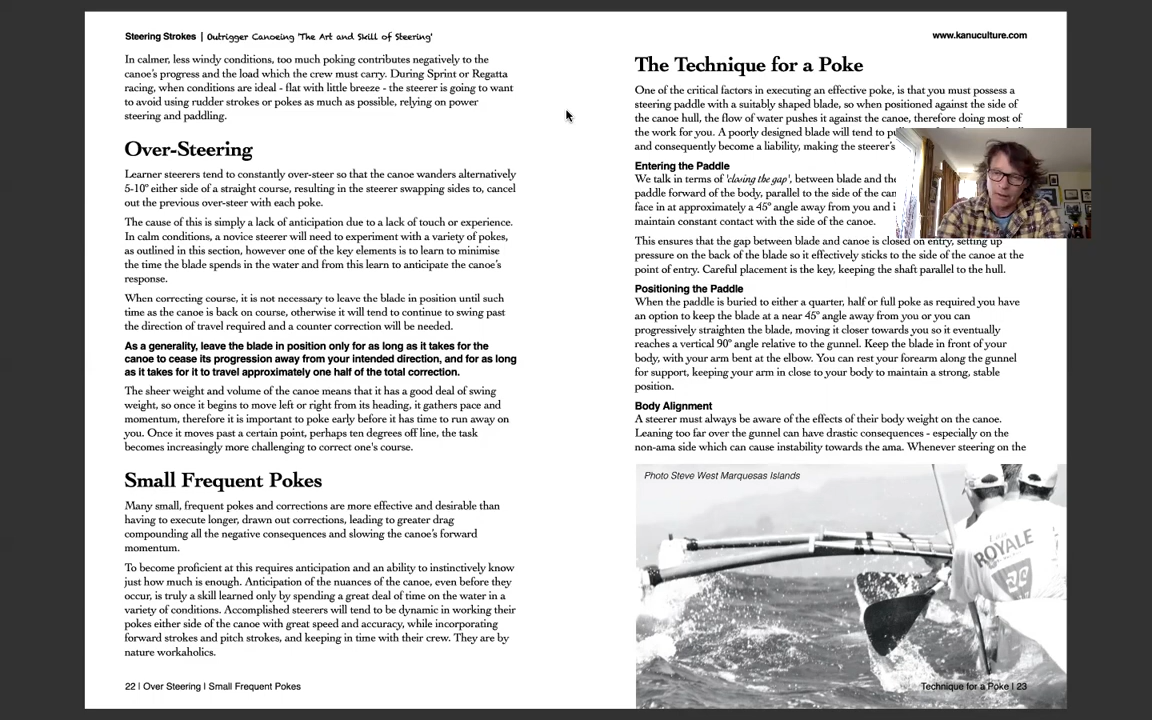 Steering Strokes | Outrigger Canoeing 'The Art and Skill of Steering'
In calmer, less windy conditions, too much poking contributes negatively to the
canoe's progress and the load which the crew must carry. During Sprint or Regatta
racing, when conditions are ideal - flat with little breeze - the steerer is going to want
to avoid using rudder strokes or pokes as much as possible, relying on power
steering and paddling.
Over-Steering
Learner steerers tend to constantly over-steer so that the canoe wanders alternatively
5-10° either side of a straight course, resulting in the steerer swapping sides to, cancel
out the previous over-steer with each poke.
The cause of this is simply a lack of anticipation due to a lack of touch or experience.
In calm conditions, a novice steerer will need to experiment with a variety of pokes,
as outlined in this section, however one of the key elements is to learn to minimise
the time the blade spends in the water and from this learn to anticipate the canoe's
response.
When correcting course, it is not necessary to leave the blade in position until such
time as the canoe is back on course, otherwise it will tend to continue to swing past
the direction of travel required and a counter correction will be needed.
As a generality, leave the blade in position only for as long as it takes for the
canoe to cease its progression away from your intended direction, and for as long
as it takes for it to travel approximately one half of the total correction.
The sheer weight and volume of the canoe means that it has a good deal of swing
weight, so once it begins to move left or right from its heading, it gathers pace and
momentum, therefore it is important to poke early before it has time to run away on
you. Once it moves past a certain point, perhaps ten degrees off line, the task
becomes increasingly more challenging to correct one's course.
Small Frequent Pokes
Many small, frequent pokes and corrections are more effective and desirable than
having to execute longer, drawn out corrections, leading to greater drag
compounding all the negative consequences and slowing the canoe's forward
momentum.
To become proficient at this requires anticipation and an ability to instinctively know
just how much is enough. Anticipation of the nuances of the canoe, even before they
occur, is truly a skill learned only by spending a great deal of time on the water in a
variety of conditions. Accomplished steerers will tend to be dynamic in working their
pokes either side of the canoe with great speed and accuracy, while incorporating
forward strokes and pitch strokes, and keeping in time with their crew. They are by
nature workaholics.
22 | Over Steering | Small Frequent Pokes
www.kanuculture.com
The Technique for a Poke
One of the critical factors in executing an effective poke, is that you must possess a
steering paddle with a suitably shaped blade, so when positioned against the side of
the canoe hull, the flow of water pushes it against the canoe, therefore doing most of
the work for you. A poorly designed blade will tend to
and consequently become a liability, making the steerer's
Entering the Paddle
We talk in terms of 'closing the gap', between blade and the
paddle forward of the body, parallel to the side of the
face in at approximately a 45° angle away from you and
maintain constant contact with the side of the canoe.
This ensures that the gap between blade and canoe is closed on entry, setting up
pressure on the back of the blade so it effectively sticks to the side of the canoe at the
point of entry. Careful placement is the key, keeping the shaft parallel to the hull.
Positioning the Paddle
When the paddle is buried to either a quarter, half or full poke as required you have
an option to keep the blade at a near 45° angle away from you or you can
progressively straighten the blade, moving it closer towards you so it eventually
reaches a vertical 90° angle relative to the gunnel. Keep the blade in front of your
body, with your arm bent at the elbow. You can rest your forearm along the gunnel
for support, keeping your arm in close to your body to maintain a strong, stable
position.
Body Alignment
A steerer must always be aware of the effects of their body weight on the canoe.
Leaning too far over the gunnel can have drastic consequences - especially on the
non-ama side which can cause instability towards the ama. Whenever steering on the
Photo Steve West Marquesas Islands
ROYALE
Technique for a Poke | 23